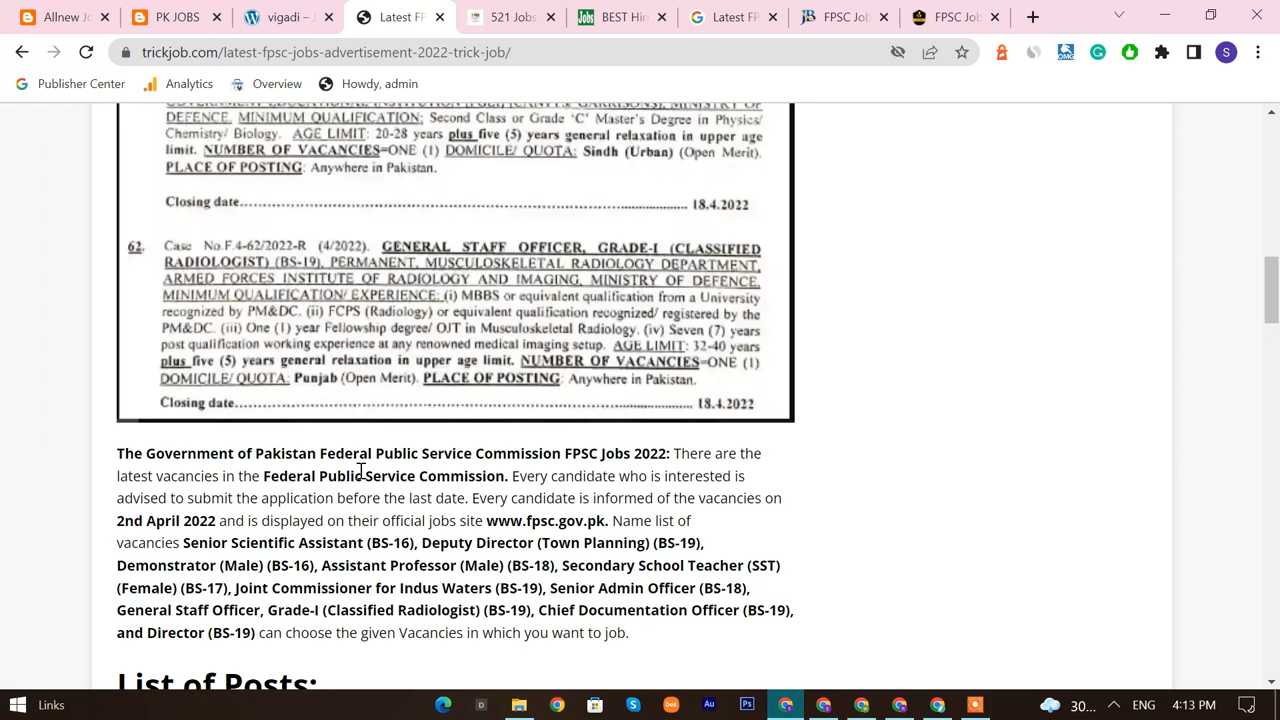 Allnew J
PK JOBS
vigadi –
Latest FP
521 Jobs
BEST Hir
Latest FP
FPSC Job
FPSC Job
trickjob.com/latest-fpsc-jobs-advertisement-2022-trick-job/
S
Publisher Center
Analytics
Overview
Howdy, admin
GOVERNMENT EDUCATIONAL INSTITUTION (FGEI) (CANTT'S GARRISONS), MINISTRY OF
DEFENCE. MINIMUM QUALIFICATION: Second Class or Grade 'C' Master's Degree in Physics/
Chemistry/ Biology. AGE LIMIT: 20-28 years plus five (5) years general relaxation in upper age
limit. NUMBER OF VACANCIES=ONE (1) DOMICILE/ QUOTA: Sindh (Urban) (Open Merit).
PLACE OF POSTING: Anywhere in Pakistan.
Closing date........................................................................................................ 18.4.2022
62. Case No.F.4-62/2022-R (4/2022). GENERAL STAFF OFFICER, GRADE-I (CLASSIFIED
RADIOLOGIST) (BS-19), PERMANENT, MUSCULOSKELETAL RADIOLOGY DEPARTMENT,
ARMED FORCES INSTITUTE OF RADIOLOGY AND IMAGING, MINISTRY OF DEFENCE.
MINIMUM QUALIFICATION/ EXPERIENCE: (i) MBBS or equivalent qualification from a University
recognized by PM&DC. (ii) FCPS (Radiology) or equivalent qualification recognized/ registered by the
PM&DC. (iii) One (1) year Fellowship degree/ OJT in Musculoskeletal Radiology. (iv) Seven (7) years
post qualification working experience at any renowned medical imaging setup. AGE LIMIT: 32-40 years
plus five (5) years general relaxation in upper age limit. NUMBER OF VACANCIES=ONE (1)
DOMICILE/ QUOTA: Punjab (Open Merit). PLACE OF POSTING: Anywhere in Pakistan.
Closing date........................................................................................................ 18.4.2022
The Government of Pakistan Federal Public Service Commission FPSC Jobs 2022: There are the
latest vacancies in the Federal Public Service Commission. Every candidate who is interested is
advised to submit the application before the last date. Every candidate is informed of the vacancies on
2nd April 2022 and is displayed on their official jobs site www.fpsc.gov.pk. Name list of
vacancies Senior Scientific Assistant (BS-16), Deputy Director (Town Planning) (BS-19),
Demonstrator (Male) (BS-16), Assistant Professor (Male) (BS-18), Secondary School Teacher (SST)
(Female) (BS-17), Joint Commissioner for Indus Waters (BS-19), Senior Admin Officer (BS-18),
General Staff Officer, Grade-I (Classified Radiologist) (BS-19), Chief Documentation Officer (BS-19),
and Director (BS-19) can choose the given Vacancies in which you want to job.
List of Posts:
Links
30...
ENG
4:13 PM